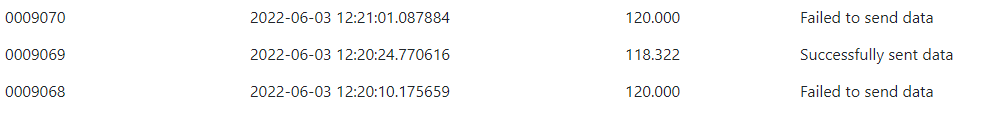 0009070 2022-06-03 12:21:01.087884 120.000 Failed to send data
0009069 2022-06-03 12:20:24.770616 118.322 Successfully sent data
0009068 2022-06-03 12:20:10.175659 120.000 Failed to send data